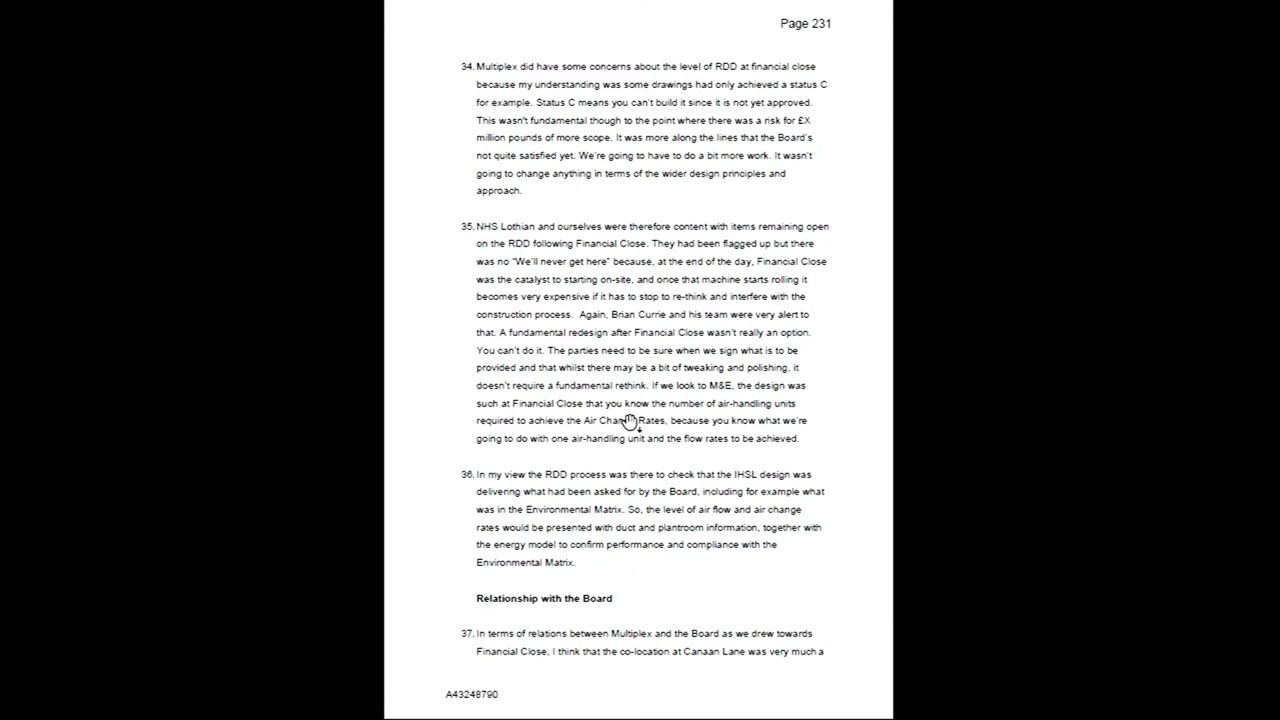 Page 231
34. Multiplex did have some concerns about the level of RDD at financial close
because my understanding was some drawings had only achieved a status C
for example. Status C means you can't build it since it is not yet approved.
This wasn't fundamental though to the point where there was a risk for £X
million pounds of more scope. It was more along the lines that the Board's
not quite satisfied yet. We're going to have to do a bit more work. It wasn't
going to change anything in terms of the wider design principles and
approach.
35. NHS Lothian and ourselves were therefore content with items remaining open
on the RDD following Financial Close. They had been flagged up but there
was no "We'll never get here" because, at the end of the day, Financial Close
was the catalyst to starting on-site, and once that machine starts rolling it
becomes very expensive if it has to stop to re-think and interfere with the
construction process.  Again, Brian Currie and his team were very alert to
that. A fundamental redesign after Financial Close wasn't really an option.
You can't do it. The parties need to be sure when we sign what is to be
provided and that whilst there may be a bit of tweaking and polishing, it
doesn't require a fundamental rethink. If we look to M&E, the design was
such at Financial Close that you know the number of air-handling units
required to achieve the Air Change Rates, because you know what we're
going to do with one air-handling unit and the flow rates to be achieved.
36. In my view the RDD process was there to check that the IHSL design was
delivering what had been asked for by the Board, including for example what
was in the Environmental Matrix. So, the level of air flow and air change
rates would be presented with duct and plantroom information, together with
the energy model to confirm performance and compliance with the
Environmental Matrix.
Relationship with the Board
37. In terms of relations between Multiplex and the Board as we drew towards
Financial Close, I think that the co-location at Canaan Lane was very much a
A43248790